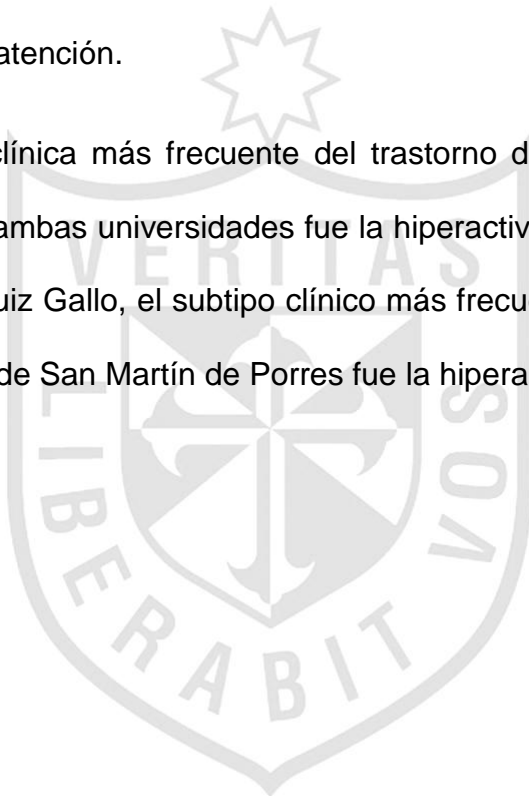 atención.
clínica más frecuente del trastorno d
ambas universidades fue la hiperactiv
uiz Gallo, el subtipo clínico más frecu
de San Martín de Porres fue la hipera
VERITAS
LIBERABIT VOS